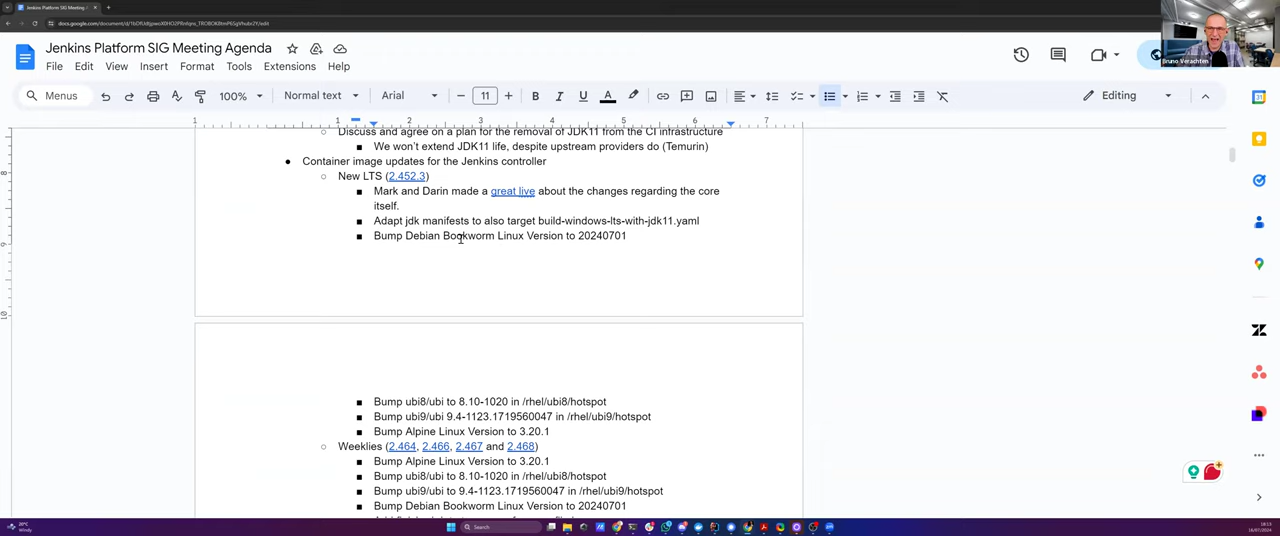 Jenkins Platform SIG Meeting Agenda
Bruno Verachten
File Edit View Insert Format Tools Extensions Help
Menus 100% Normal text Arial 11 Editing
Discuss and agree on a plan for the removal of JDK11 from the CI infrastructure
We won't extend JDK11 life, despite upstream providers do (Temurin)
Container image updates for the Jenkins controller
New LTS (2.452.3)
Mark and Darin made a great live about the changes regarding the core
itself.
Adapt jdk manifests to also target build-windows-lts-with-jdk11.yaml
Bump Debian Bookworm Linux Version to 20240701
Bump ubi8/ubi to 8.10-1020 in /rhel/ubi8/hotspot
Bump ubi9/ubi 9.4-1123.1719560047 in /rhel/ubi9/hotspot
Bump Alpine Linux Version to 3.20.1
Weeklies (2.464, 2.466, 2.467 and 2.468)
Bump Alpine Linux Version to 3.20.1
Bump ubi8/ubi to 8.10-1020 in /rhel/ubi8/hotspot
Bump ubi9/ubi to 9.4-1123.1719560047 in /rhel/ubi9/hotspot
Bump Debian Bookworm Linux Version to 20240701
20°C
Windy
Search
18:13
16/07/2024